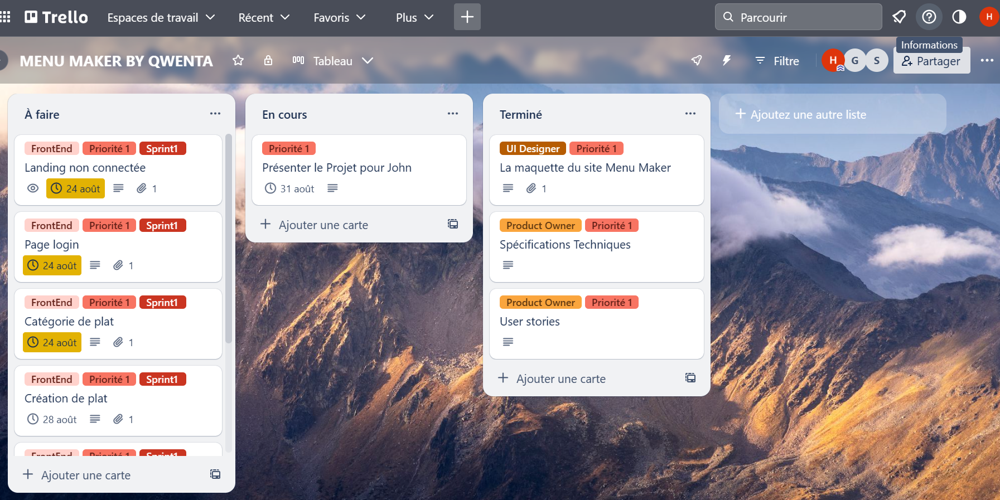 Trello
Espaces de travail
Récent
Favoris
Plus
Parcourir
H
Informations
MENU MAKER BY QWENTA
Tableau
Filtre
H
G
S
Partager
À faire
FrontEnd Priorité 1 Sprint1
Landing non connectée
24 août 1
FrontEnd Priorité 1 Sprint1
Page login
24 août 1
FrontEnd Priorité 1 Sprint1
Catégorie de plat
24 août 1
FrontEnd Priorité 1 Sprint1
Création de plat
28 août 1
FrontEnd Priorité 1 Sprint1
Ajouter une carte
En cours
Priorité 1
Présenter le Projet pour John
31 août
Ajouter une carte
Terminé
UI Designer Priorité 1
La maquette du site Menu Maker
1
Product Owner Priorité 1
Spécifications Techniques
Product Owner Priorité 1
User stories
Ajouter une carte
Ajoutez une autre liste